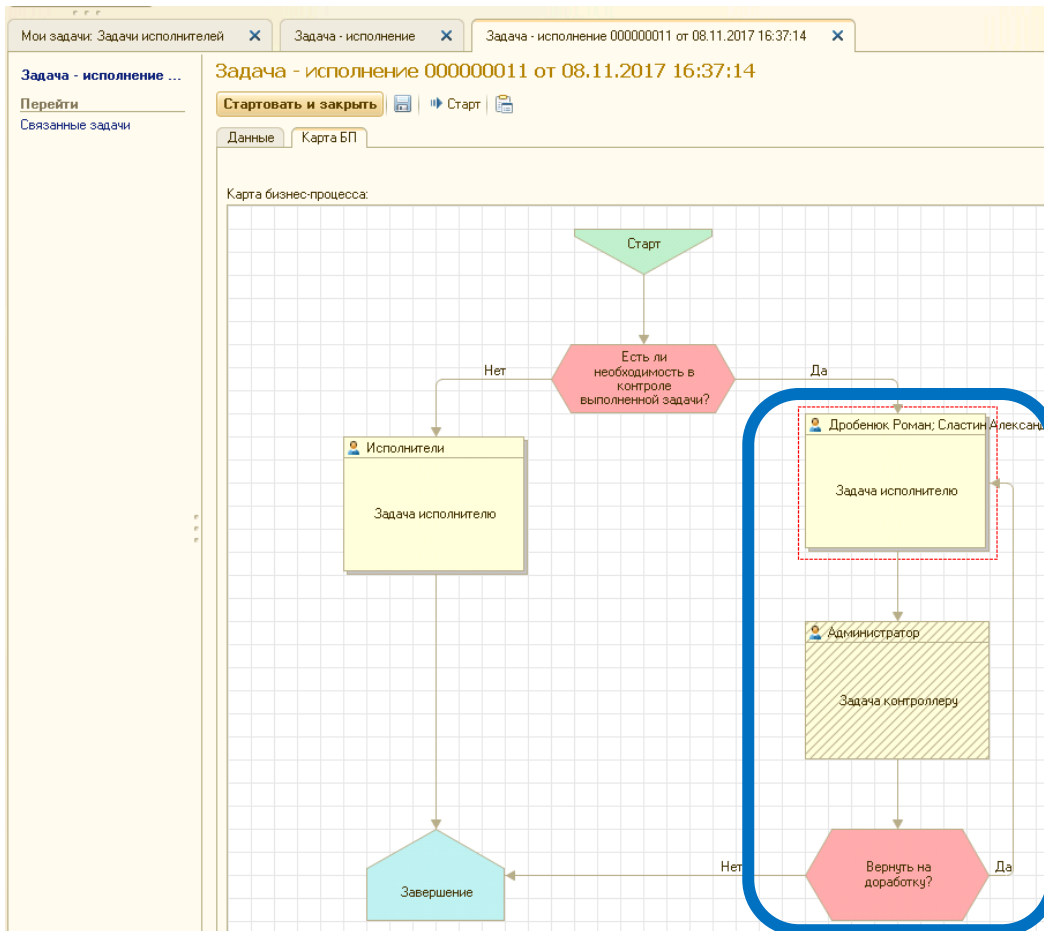 Мои задачи: Задачи исполнителей
Задача - исполнение
Задача - исполнение 000000011 от 08.11.2017 16:37:14
Задача - исполнение ...
Перейти
Связанные задачи
Задача - исполнение 000000011 от 08.11.2017 16:37:14
Стартовать и закрыть
Старт
Данные
Карта БП
Карта бизнес-процесса:
Старт
Есть ли
необходимость в
контроле
выполненной задачи?
Нет
Да
Исполнители
Задача исполнителю
Дробенюк Роман; Сластин Александ
Задача исполнителю
Администратор
Задача контроллеру
Вернуть на
доработку?
Нет
Да
Завершение